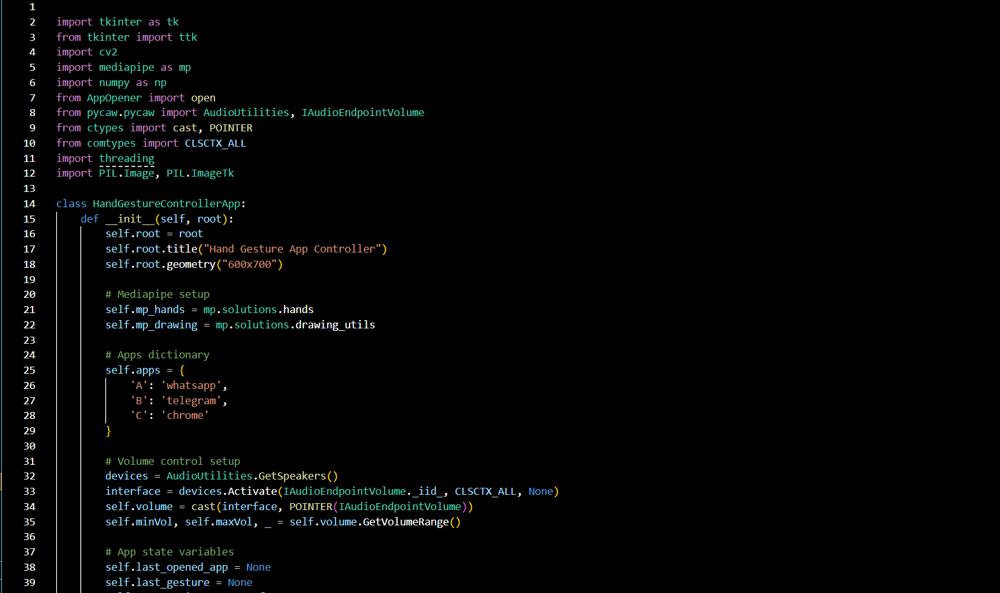 1
2 import tkinter as tk
3 from tkinter import ttk
4 import cv2
5 import mediapipe as mp
6 import numpy as np
7 from AppOpener import open
8 from pycaw.pycaw import AudioUtilities, IAudioEndpointVolume
9 from ctypes import cast, POINTER
10 from comtypes import CLSCTX_ALL
11 import threading
12 import PIL.Image, PIL.ImageTk
13
14 class HandGestureControllerApp:
15     def __init__(self, root):
16         self.root = root
17         self.root.title("Hand Gesture App Controller")
18         self.root.geometry("600x700")
19
20         # Mediapipe setup
21         self.mp_hands = mp.solutions.hands
22         self.mp_drawing = mp.solutions.drawing_utils
23
24         # Apps dictionary
25         self.apps = {
26             'A': 'whatsapp',
27             'B': 'telegram',
28             'C': 'chrome'
29         }
30
31         # Volume control setup
32         devices = AudioUtilities.GetSpeakers()
33         interface = devices.Activate(IAudioEndpointVolume._iid_, CLSCTX_ALL, None)
34         self.volume = cast(interface, POINTER(IAudioEndpointVolume))
35         self.minVol, self.maxVol, _ = self.volume.GetVolumeRange()
36
37         # App state variables
38         self.last_opened_app = None
39         self.last_gesture = None